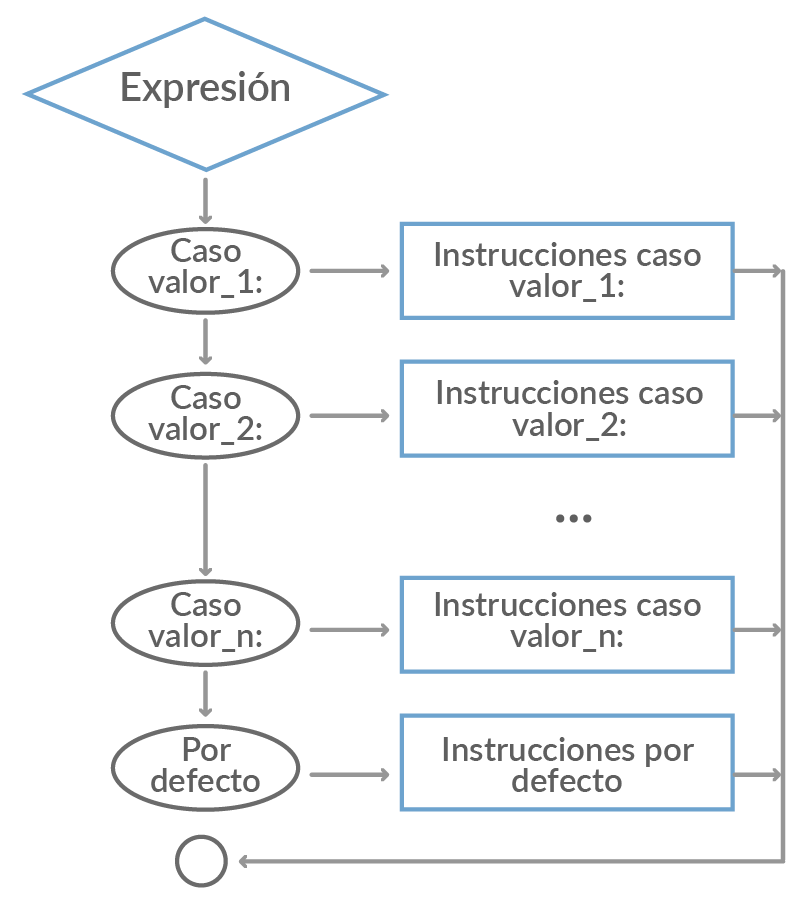 Expresión
Caso
valor_1:
Instrucciones caso
valor_1:
Caso
valor_2:
Instrucciones caso
valor_2:
...
Caso
valor_n:
Instrucciones caso
valor_n:
Por
defecto
Instrucciones por
defecto